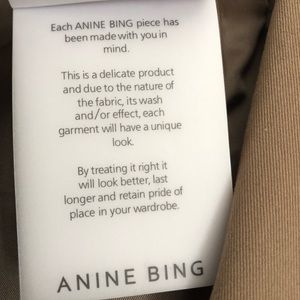 Each ANINE BING piece has
been made with you in
mind.
This is a delicate product
and due to the nature of
the fabric, its wash
and/or effect, each
garment will have a unique
look.
By treating it right it
will look better, last
longer and retain pride of
place in your wardrobe.
ANINE BING